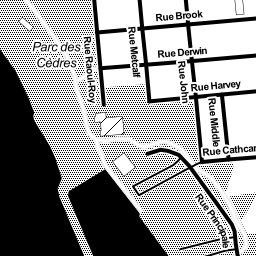 Rue Brook
Parc des
Cèdres
Rue Raoul-Roy
Rue Metcalf
Rue Derwin
Rue John
Rue Harvey
Rue Middle
Rue Cathcar
Rue Principale